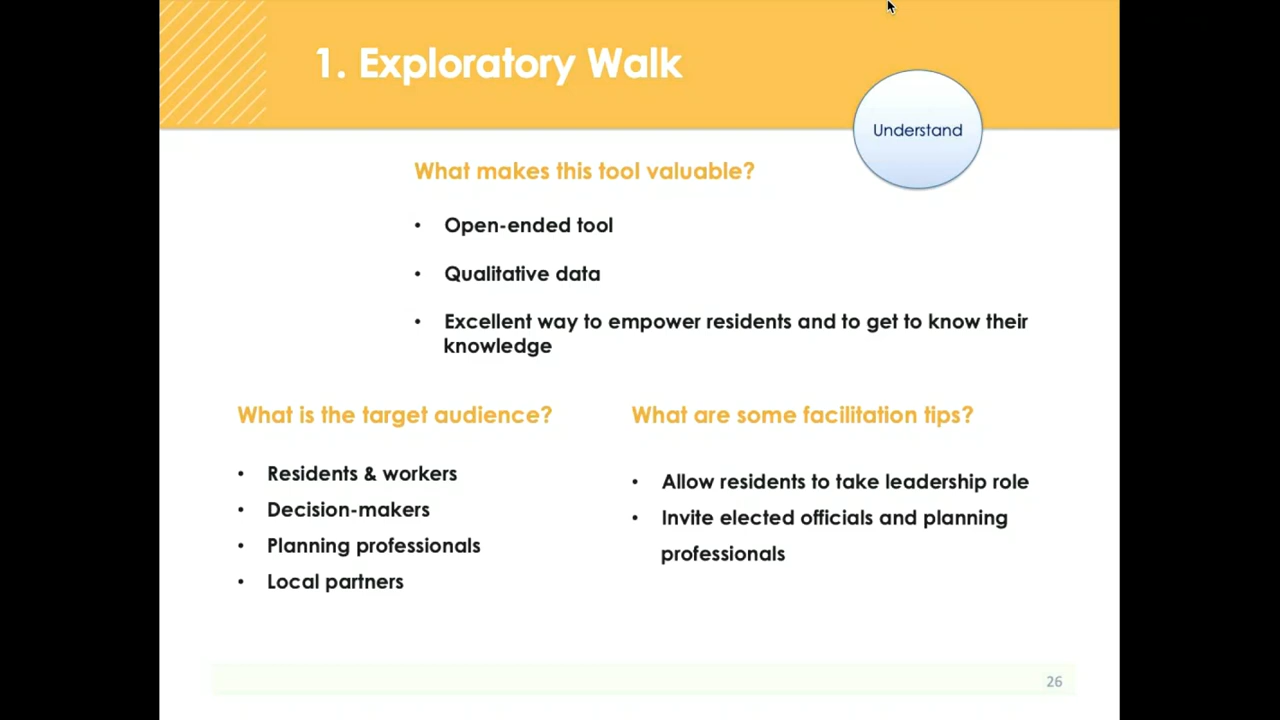 1. Exploratory Walk
Understand
What makes this tool valuable?
• Open-ended tool
• Qualitative data
• Excellent way to empower residents and to get to know their
knowledge
What is the target audience?
• Residents & workers
• Decision-makers
• Planning professionals
• Local partners
What are some facilitation tips?
• Allow residents to take leadership role
• Invite elected officials and planning
professionals
26